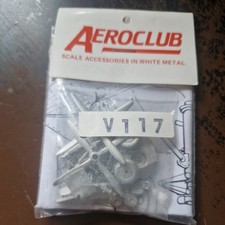 AEROCLUB
SCALE ACCESSORIES IN WHITE METAL
V117